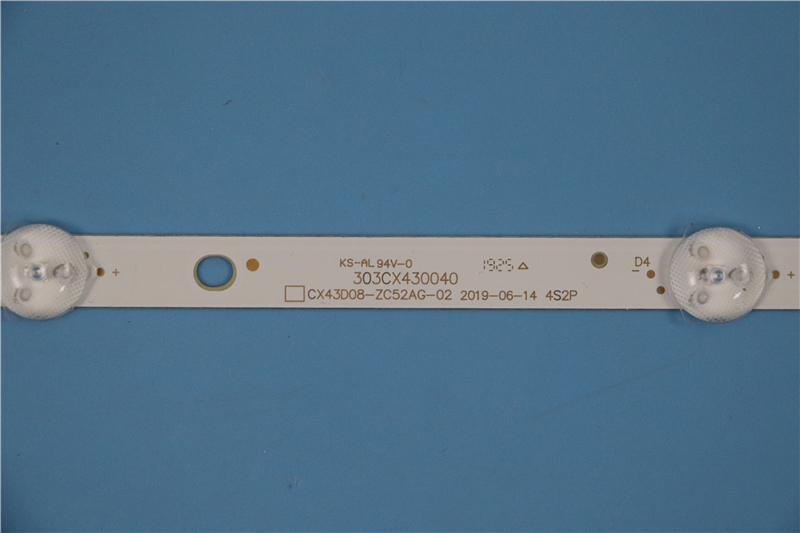 KS-AL 94V-0
1925
303CX430040
CX43D08-ZC52AG-02 2019-06-14 4S2P
D4
- +
+